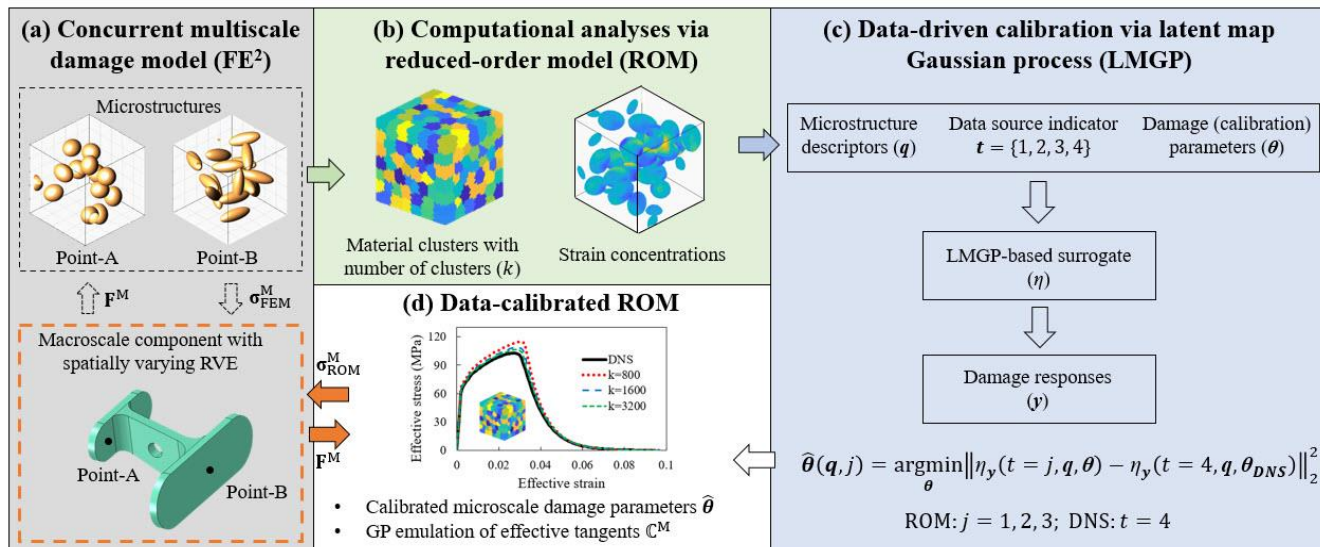 (a) Concurrent multiscale
damage model (FE²)
Microstructures
Point-A
Point-B
F^M
σ^M_FEM
Macroscale component with
spatially varying RVE
Point-A
Point-B
(b) Computational analyses via
reduced-order model (ROM)
Material clusters with
number of clusters (k)
Strain concentrations
σ^M_ROM
F^M
(d) Data-calibrated ROM
Effective stress (MPa)
120
90
60
30
0
DNS
k=800
k=1600
k=3200
0 0.02 0.04 0.06 0.08 0.1
Effective strain
• Calibrated microscale damage parameters θ̂
• GP emulation of effective tangents ℂ^M
(c) Data-driven calibration via latent map
Gaussian process (LMGP)
Microstructure
descriptors (q)
Data source indicator
t = {1, 2, 3, 4}
Damage (calibration)
parameters (θ)
LMGP-based surrogate
(η)
Damage responses
(y)
θ̂(q, j) = argmin_θ ‖η_y(t = j, q, θ) − η_y(t = 4, q, θ_DNS)‖²₂
ROM: j = 1, 2, 3; DNS: t = 4